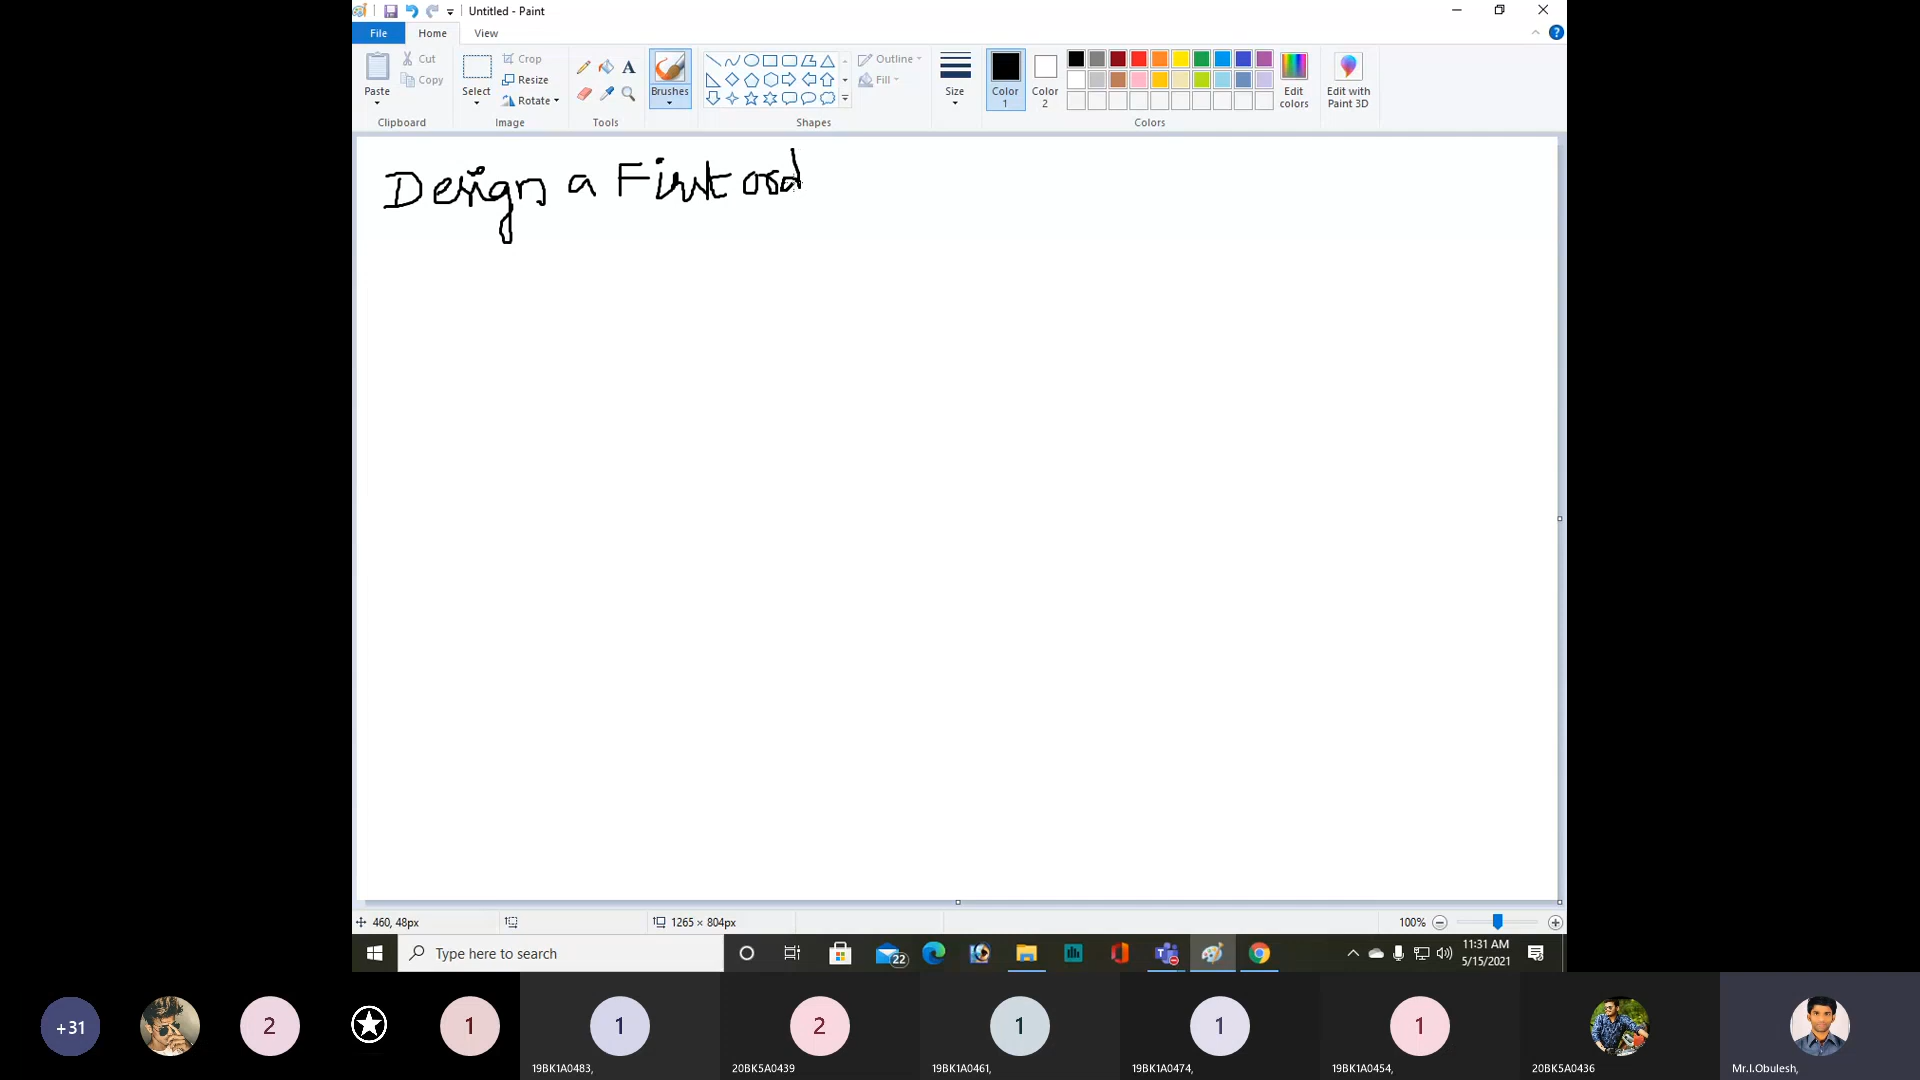 Untitled - Paint
File Home View
Paste
Cut
Copy
Clipboard
Select
Crop
Resize
Rotate
Image
Tools
Brushes
Shapes
Outline
Fill
Size
Color 1
Color 2
Colors
Edit colors
Edit with Paint 3D
Design a First ord
460, 48px
1265 × 804px
100%
Type here to search
22
11:31 AM
5/15/2021
+31
2
1
1
2
1
1
1
19BK1A0483,
20BK5A0439
19BK1A0461,
19BK1A0474,
19BK1A0454,
20BK5A0436
Mr.I.Obulesh,